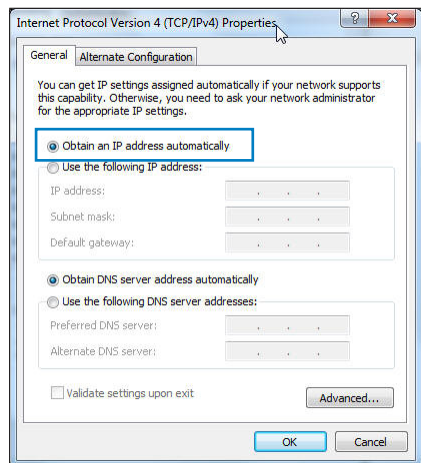 Internet Protocol Version 4 (TCP/IPv4) Properties
?
General
Alternate Configuration
You can get IP settings assigned automatically if your network supports
this capability. Otherwise, you need to ask your network administrator
for the appropriate IP settings.
Obtain an IP address automatically
Use the following IP address:
IP address:
Subnet mask:
Default gateway:
Obtain DNS server address automatically
Use the following DNS server addresses:
Preferred DNS server:
Alternate DNS server:
Validate settings upon exit
Advanced...
OK
Cancel